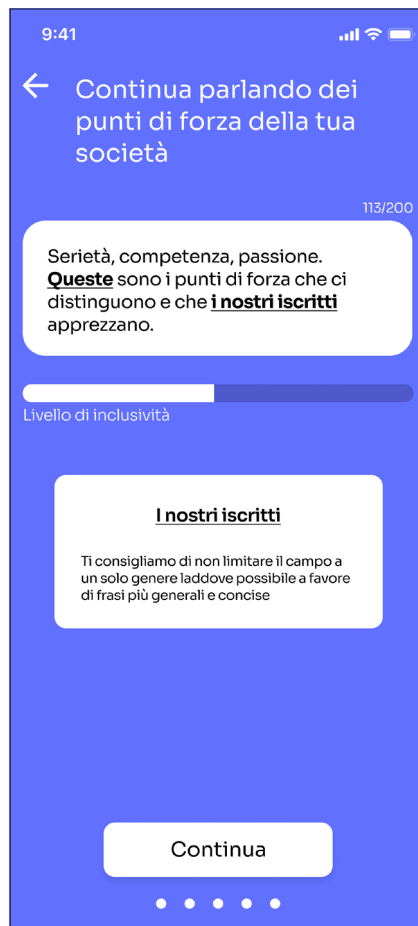 9:41
Continua parlando dei
punti di forza della tua
società
113/200
Serietà, competenza, passione.
Queste sono i punti di forza che ci
distinguono e che i nostri iscritti
apprezzano.
Livello di inclusività
I nostri iscritti
Ti consigliamo di non limitare il campo a
un solo genere laddove possibile a favore
di frasi più generali e concise
Continua